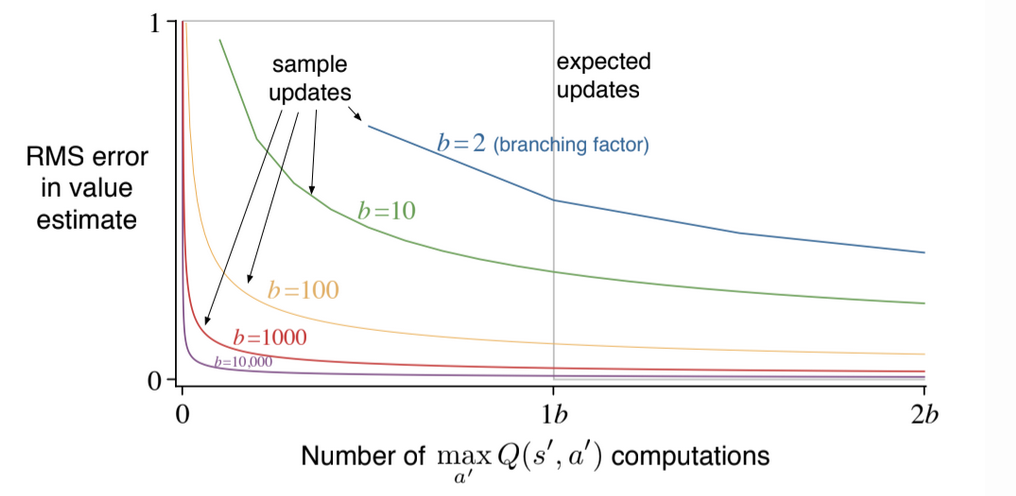 1
sample
updates
expected
updates
b=2 (branching factor)
RMS error
in value
estimate
b=10
b=100
b=1000
b=10,000
0
0
1b
2b
Number of max Q(s′, a′) computations
a′